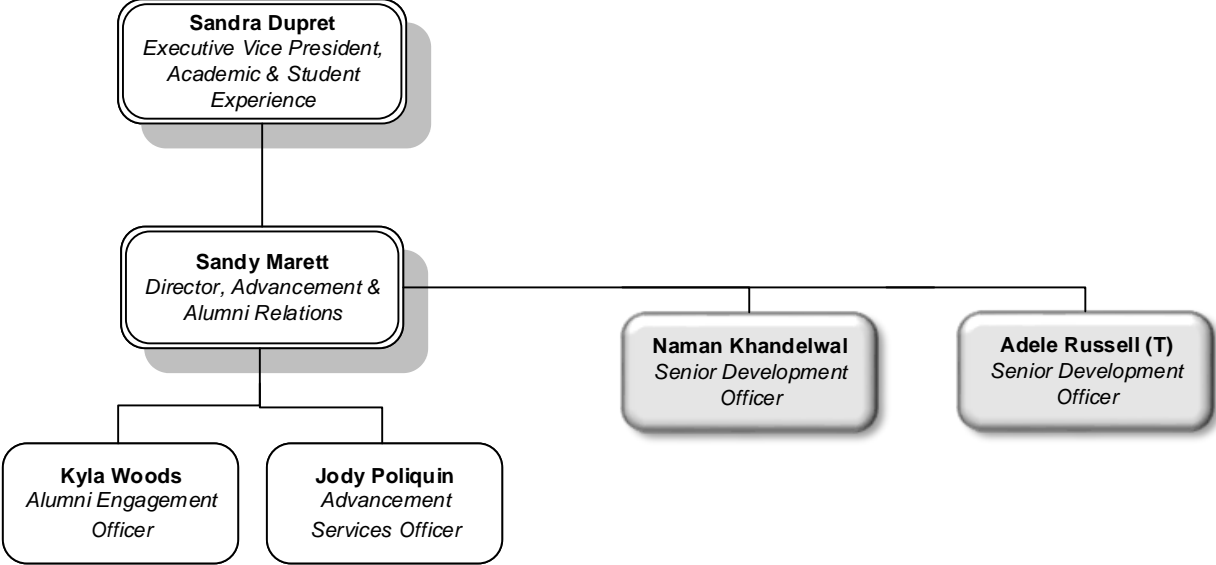 Sandra Dupret
Executive Vice President,
Academic & Student
Experience
Sandy Marett
Director, Advancement &
Alumni Relations
Naman Khandelwal
Senior Development
Officer
Adele Russell (T)
Senior Development
Officer
Kyla Woods
Alumni Engagement
Officer
Jody Poliquin
Advancement
Services Officer